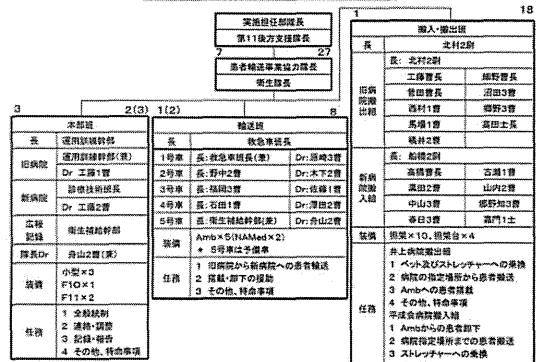 実施担任部隊長
第11後方支援隊長
7 27
患者輸送事業協力隊長
衛生隊長
3 2(3)
本部班
長 運用訓練幹部
旧病院 運用訓練幹部(兼)
Dr 工藤1曹
新病院 診療技術班長
Dr 工藤2曹
広報記録 衛生補給幹部
隊長Dr 舟山2曹(兼)
装備 小型×3
F10×1
F11×2
任務 1 全般統制
2 連絡・調整
3 記録・報告
4 その他、特命事項
1(2) 8
輸送班
長 救急車班長
1号車 長:救急車班長(兼) Dr:原崎3曹
2号車 長:野中2曹 Dr:木下2曹
3号車 長:福岡3曹 Dr:佐藤1曹
4号車 長:石田1曹 Dr:澤田2曹
5号車 長:衛生補給幹部(兼) Dr:舟山2曹
装備 Amb×5(NAMed×2)
* 5号車は予備車
任務 1 旧病院から新病院への患者輸送
2 搭載・卸下の援助
3 その他、特命事項
1 18
搬入・搬出班
長 北村2尉
旧病院搬出組 長: 北村2尉
工藤曹長 細野曹長
菅田曹長 沼田3曹
西村1曹 郷野3曹
馬場1曹 高田士長
横井2曹
新病院搬入組 長: 船橋2尉
高橋曹長 古瀬1曹
溝田2曹 山内2曹
中山3曹 郷野知3曹
春日3曹 嘉門1士
装備 担架×10、担架台×4
任務 井上病院搬出組
1 ベット及びストレッチャーへの乗換
2 病院の指定場所から患者搬送
3 Ambへの患者搭載
4 その他、特命事項
平成会病院搬入組
1 Ambからの患者卸下
2 病院指定場所までの患者搬送
3 ストレッチャーへの乗換